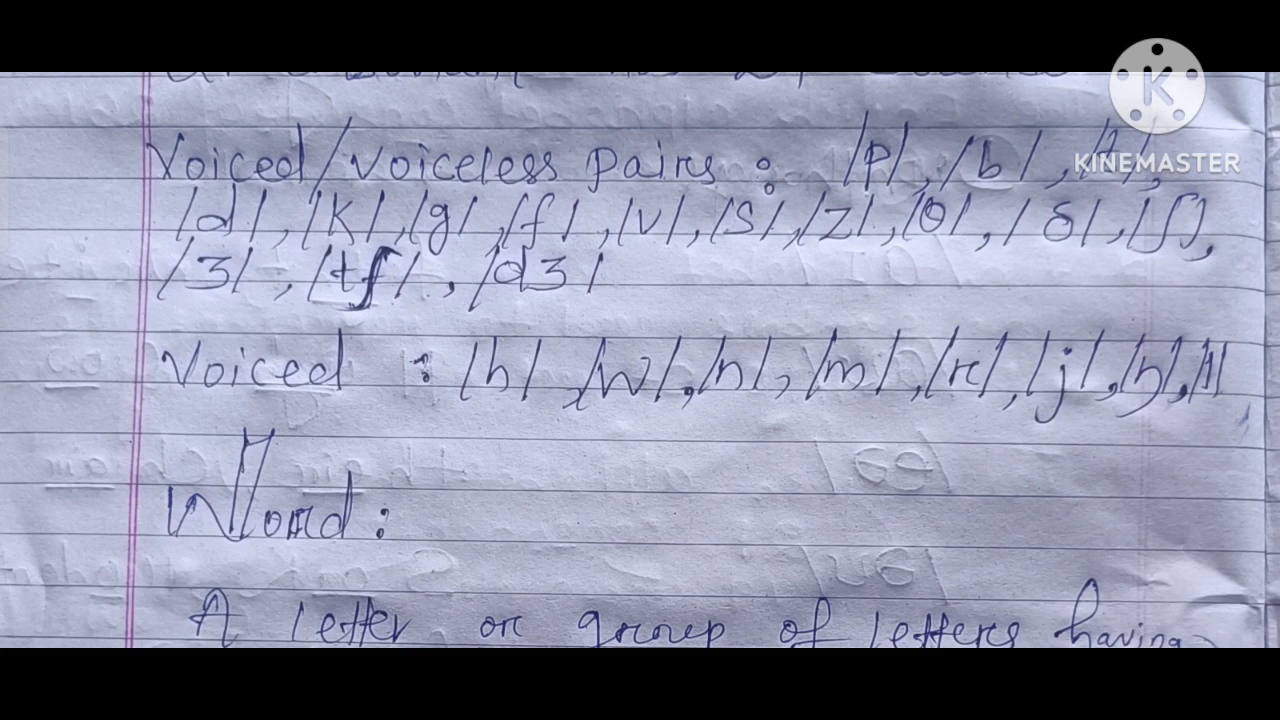 KINEMASTER
Voiced/voiceless pairs : /p/, /b/, /t/,
/d/, /k/, /g/, /f/, /v/, /s/, /z/, /θ/, /ð/, /ʃ/,
/ʒ/, /tʃ/, /dʒ/
Voiced : /h/, /w/, /n/, /m/, /r/, /j/, /ŋ/, /l/
Word:
A letter or group of letters having